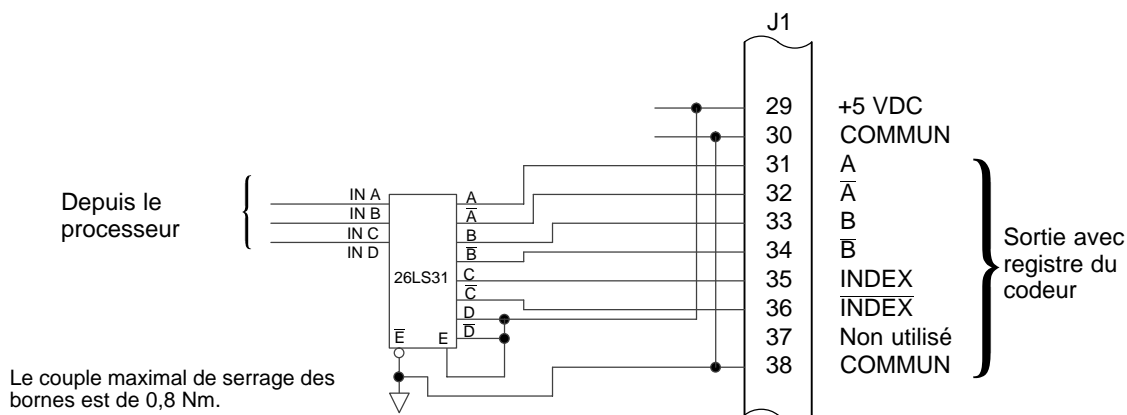 J1
29 +5 VDC
30 COMMUN
31 A
32 A̅
33 B
34 B̅
35 INDEX
36 I̅N̅D̅E̅X̅
37 Non utilisé
38 COMMUN
Sortie avec
registre du
codeur
Depuis le
processeur
IN A
IN B
IN C
IN D
26LS31
A
A̅
B
B̅
C
C̅
D
D̅
E̅ E
Le couple maximal de serrage des
bornes est de 0,8 Nm.